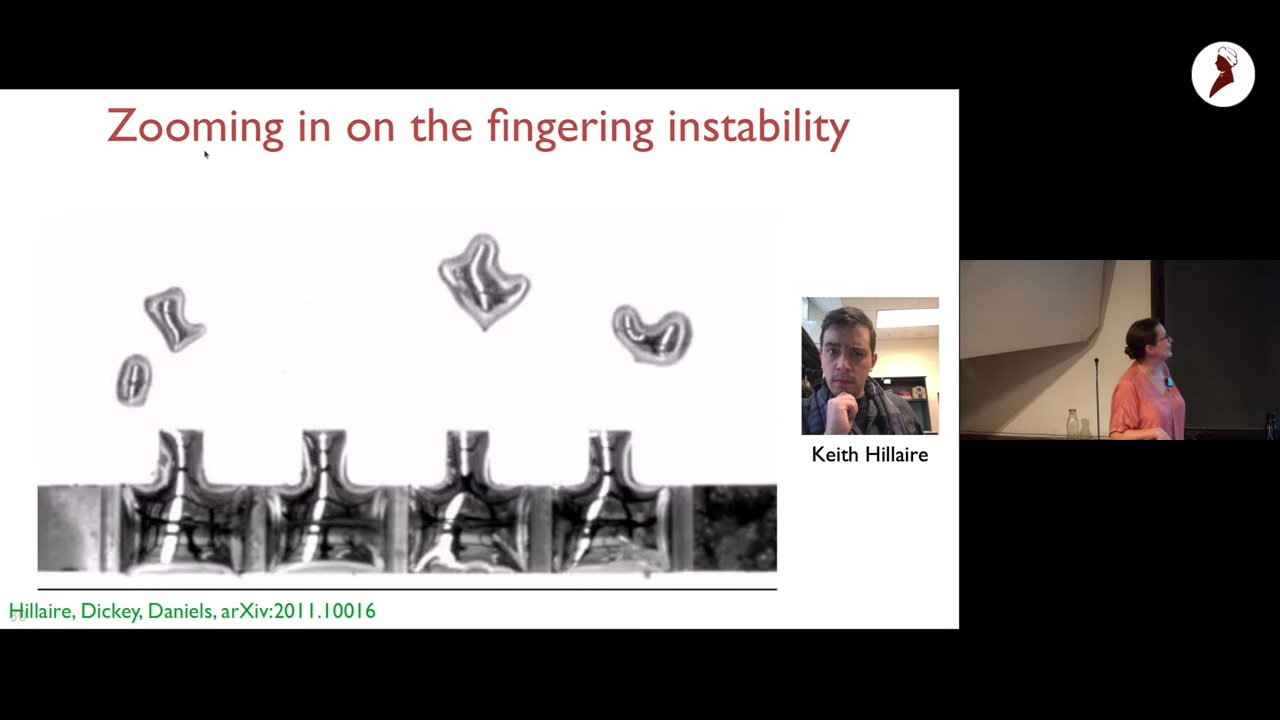 Zooming in on the fingering instability
Keith Hillaire
Hillaire, Dickey, Daniels, arXiv:2011.10016